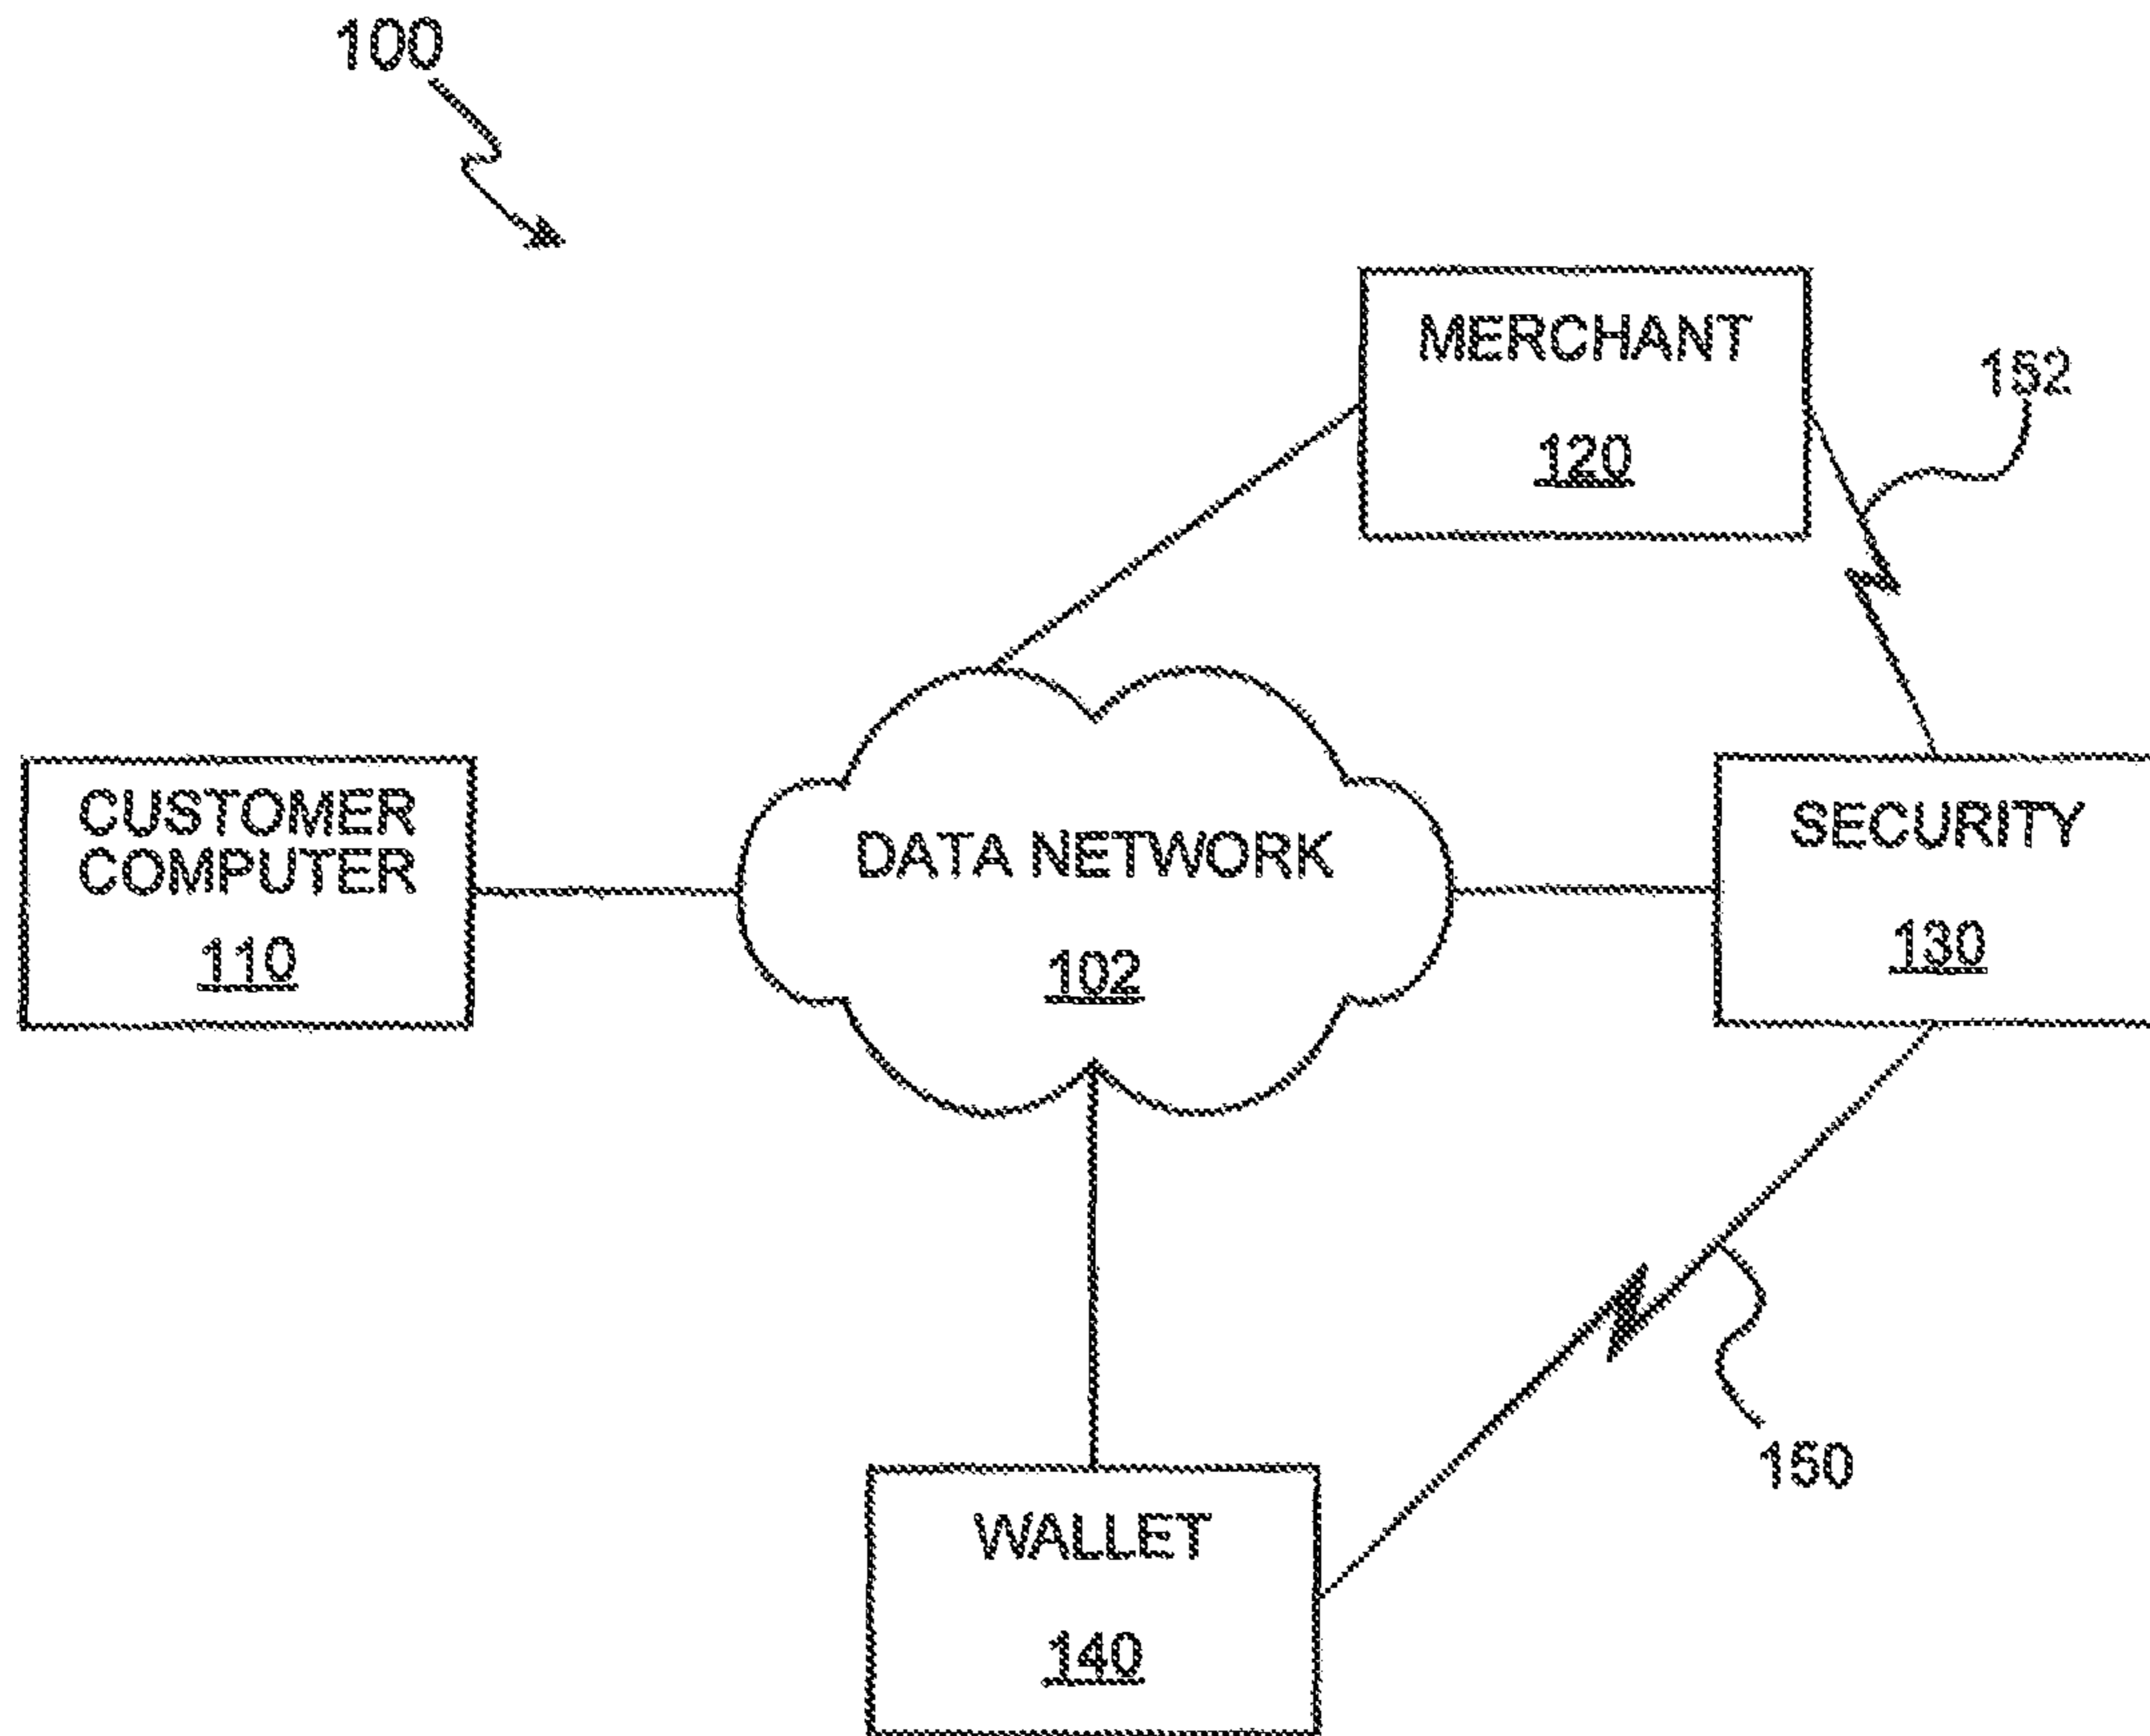 100
MERCHANT
120
152
CUSTOMER
COMPUTER
110
DATA NETWORK
102
SECURITY
130
150
WALLET
140